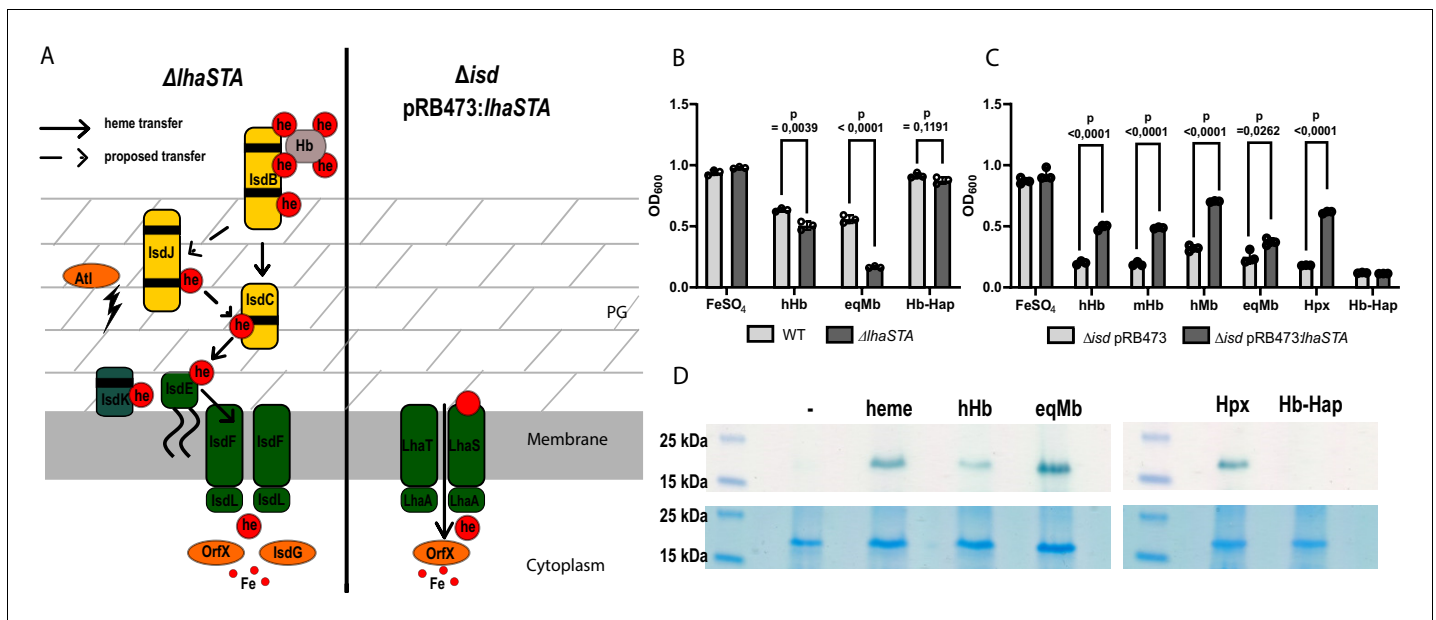 A
ΔlhaSTA
Δisd
pRB473:lhaSTA
heme transfer
proposed transfer
he
he
Hb
he
he
IsdB
he
IsdJ
Atl
he
IsdC
he
PG
he
IsdE
IsdK
he
IsdF
IsdF
LhaT
LhaS
Membrane
IsdL
IsdL
LhaA
LhaA
he
he
OrfX
IsdG
OrfX
Fe
Fe
Cytoplasm
B
OD600
1.5
1.0
0.5
0.0
p
= 0,0039
p
< 0,0001
p
= 0,1191
FeSO4
hHb
eqMb
Hb-Hap
WT
ΔlhaSTA
C
OD600
1.5
1.0
0.5
0.0
p
<0,0001
p
<0,0001
p
<0,0001
p
=0,0262
p
<0,0001
FeSO4
hHb
mHb
hMb
eqMb
Hpx
Hb-Hap
Δisd pRB473
Δisd pRB473:lhaSTA
D
-
heme
hHb
eqMb
Hpx
Hb-Hap
25 kDa
15 kDa
25 kDa
15 kDa